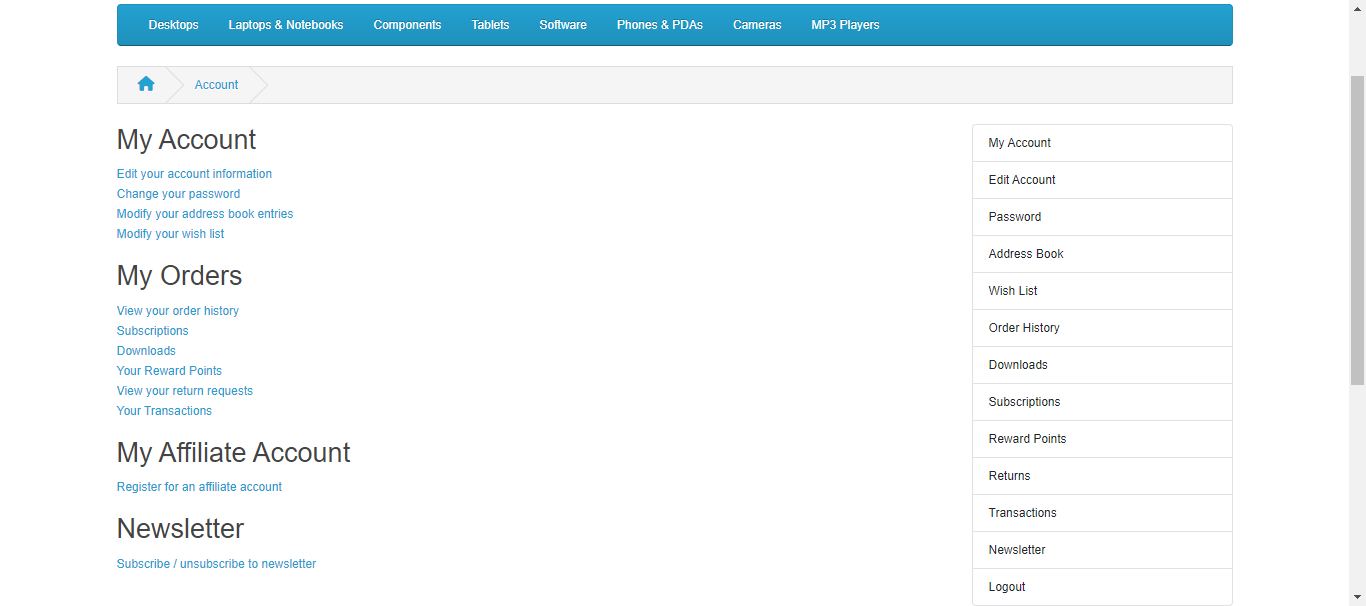 Desktops Laptops & Notebooks Components Tablets Software Phones & PDAs Cameras MP3 Players
Account
My Account
Edit your account information
Change your password
Modify your address book entries
Modify your wish list
My Orders
View your order history
Subscriptions
Downloads
Your Reward Points
View your return requests
Your Transactions
My Affiliate Account
Register for an affiliate account
Newsletter
Subscribe / unsubscribe to newsletter
My Account
Edit Account
Password
Address Book
Wish List
Order History
Downloads
Subscriptions
Reward Points
Returns
Transactions
Newsletter
Logout